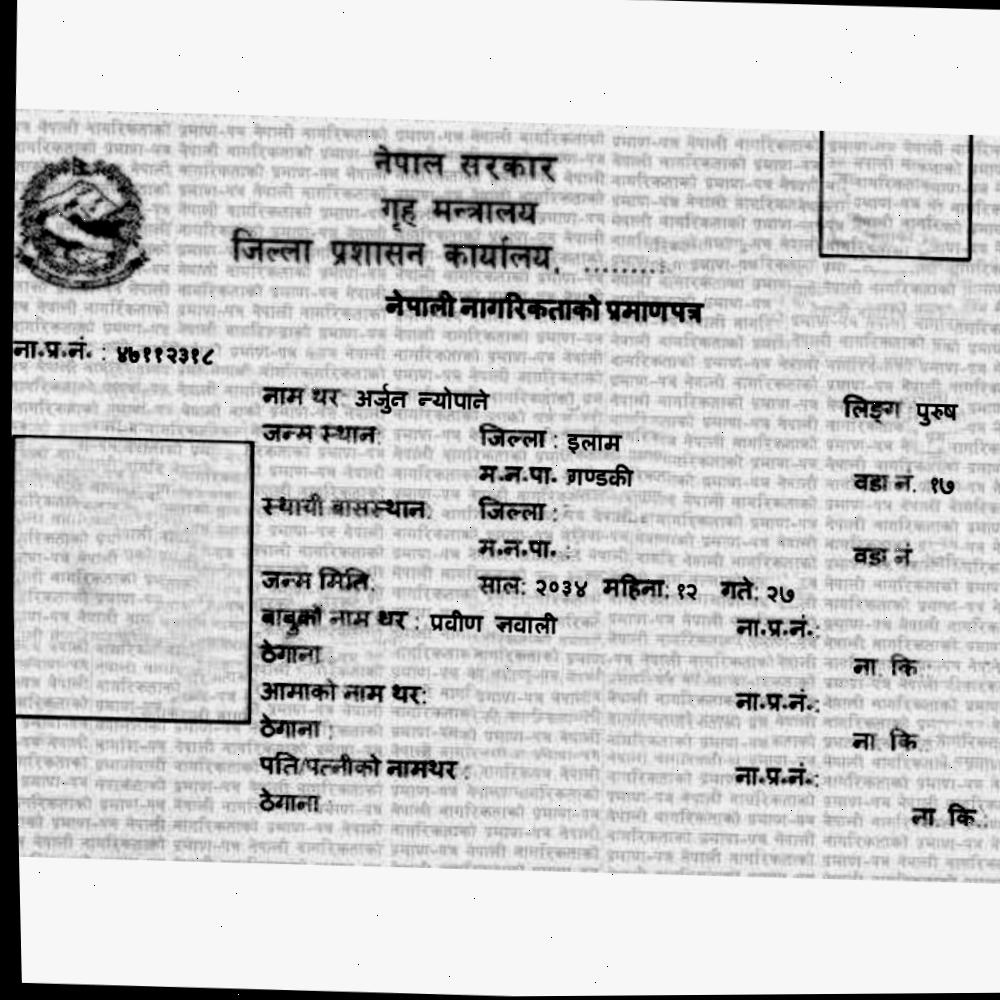 नेपाल सरकार
गृह मन्त्रालय
जिल्ला प्रशासन कार्यालय, .........
नेपाली नागरिकताको प्रमाणपत्र
ना.प्र.नं. : ४७११२३१८
नाम थर: अर्जुन न्योपाते लिङ्ग पुरुष
जन्म स्थान: जिल्ला : इलाम
म.न.पा. गण्डकी वडा नं. १७
स्थायी बासस्थान: जिल्ला :
म.न.पा. : वडा नं.
जन्म मिति. साल: २०३४ महिना: १२ गते: २७
बाबुको नाम थर : प्रवीण ज्ञवाली ना.प्र.नं.:
ठेगाना : ना. कि.:
आमाको नाम थर: ना.प्र.नं.:
ठेगाना : ना. कि.:
पति/पत्नीको नामथर : ना.प्र.नं.:
ठेगाना : ना. कि.: